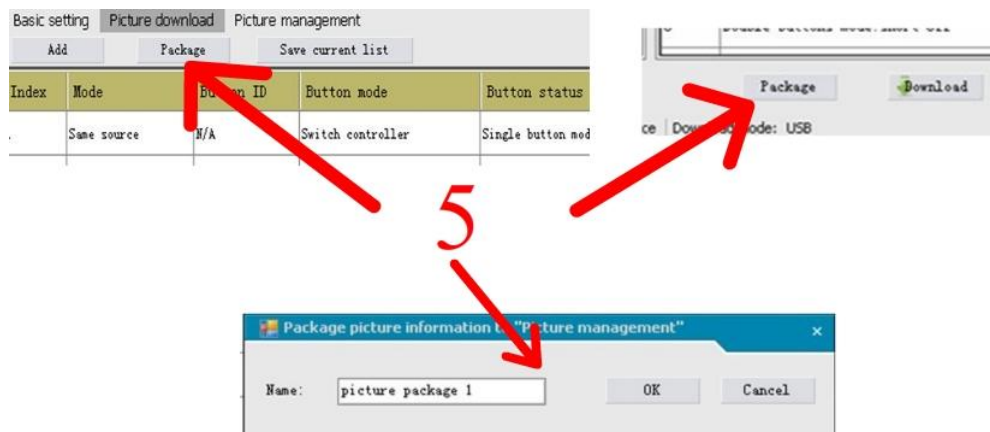 Basic setting Picture download Picture management
Add Package Save current list
Index Mode Button ID Button mode Button status
Same source N/A Switch controller Single button mod
Package Download
ce Download mode: USB
5
Package picture information to "Picture management"
Name: picture package 1 OK Cancel